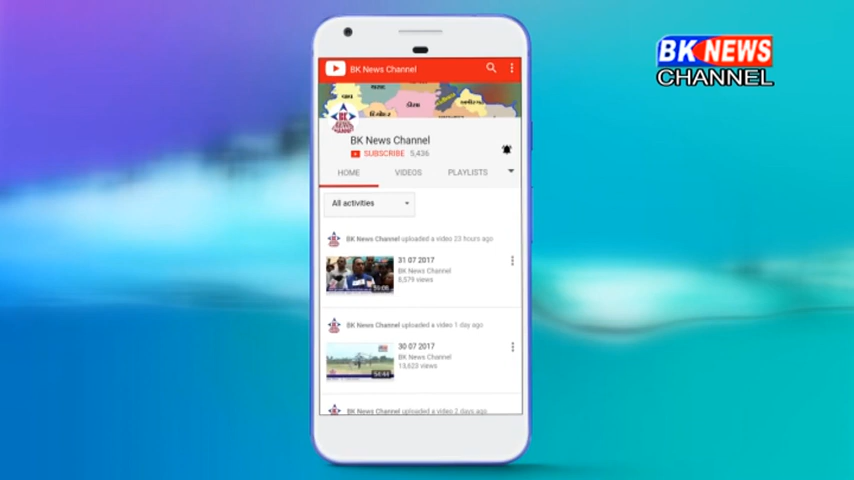 BK NEWS
CHANNEL
BK News Channel
BK News Channel
SUBSCRIBE 5,436
HOME VIDEOS PLAYLISTS
All activities
BK News Channel uploaded a video 23 hours ago
31 07 2017
BK News Channel
8,579 views
BK News Channel uploaded a video 1 day ago
30 07 2017
BK News Channel
13,623 views
BK News Channel uploaded a video 2 days ago